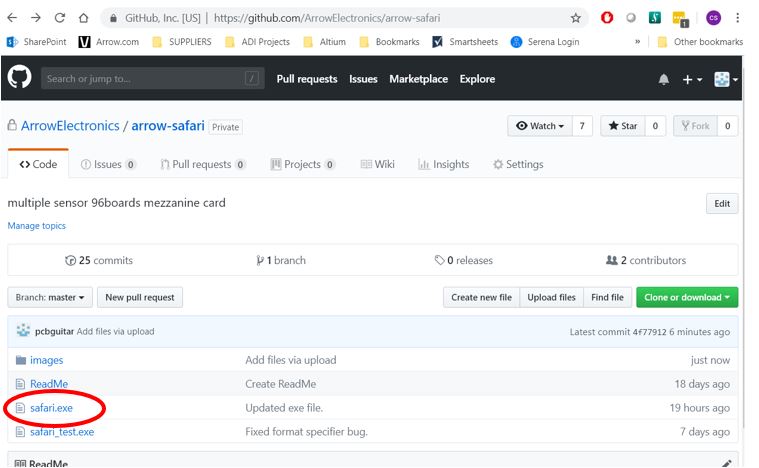 GitHub, Inc. [US] | https://github.com/ArrowElectronics/arrow-safari
CS
1
SharePoint Arrow.com SUPPLIERS ADI Projects Altium Bookmarks Smartsheets Serena Login » Other bookmarks
Search or jump to... / Pull requests Issues Marketplace Explore
ArrowElectronics / arrow-safari Private Watch 7 Star 0 Fork 0
Code Issues 0 Pull requests 0 Projects 0 Wiki Insights Settings
multiple sensor 96boards mezzanine card Edit
Manage topics
25 commits 1 branch 0 releases 2 contributors
Branch: master New pull request Create new file Upload files Find file Clone or download
pcbguitar Add files via upload Latest commit 4f77912 6 minutes ago
images Add files via upload just now
ReadMe Create ReadMe 18 days ago
safari.exe Updated exe file. 19 hours ago
safari_test.exe Fixed format specifier bug. 7 days ago
ReadMe